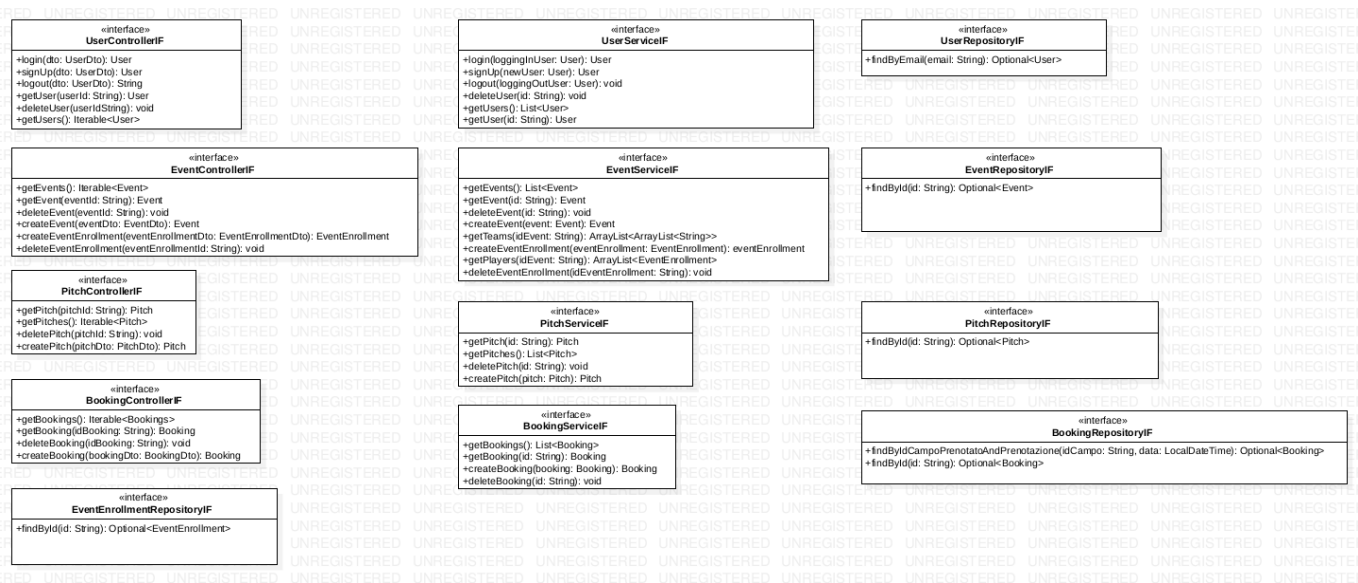 «interface»
UserControllerIF
+login(dto: UserDto): User
+signUp(dto: UserDto): User
+logout(dto: UserDto): String
+getUser(userId: String): User
+deleteUser(userIdString): void
+getUsers(): Iterable<User>
«interface»
UserServiceIF
+login(loggingInUser: User): User
+signUp(newUser: User): User
+logout(loggingOutUser: User): void
+deleteUser(id: String): void
+getUsers(): List<User>
+getUser(id: String): User
«interface»
UserRepositoryIF
+findByEmail(email: String): Optional<User>
«interface»
EventControllerIF
+getEvents(): Iterable<Event>
+getEvent(eventId: String): Event
+deleteEvent(eventId: String): void
+createEvent(eventDto: EventDto): Event
+createEventEnrollment(eventEnrollmentDto: EventEnrollmentDto): EventEnrollment
+deleteEventEnrollment(eventEnrollmentId: String): void
«interface»
EventServiceIF
+getEvents(): List<Event>
+getEvent(id: String): Event
+deleteEvent(id: String): void
+createEvent(event: Event): Event
+getTeams(idEvent: String): ArrayList<ArrayList<String>>
+createEventEnrollment(eventEnrollment: EventEnrollment): eventEnrollment
+getPlayers(idEvent: String): ArrayList<EventEnrollment>
+deleteEventEnrollment(idEventEnrollment: String): void
«interface»
EventRepositoryIF
+findById(id: String): Optional<Event>
«interface»
PitchControllerIF
+getPitch(pitchId: String): Pitch
+getPitches(): Iterable<Pitch>
+deletePitch(pitchId: String): void
+createPitch(pitchDto: PitchDto): Pitch
«interface»
PitchServiceIF
+getPitch(id: String): Pitch
+getPitches(): List<Pitch>
+deletePitch(id: String): void
+createPitch(pitch: Pitch): Pitch
«interface»
PitchRepositoryIF
+findById(id: String): Optional<Pitch>
«interface»
BookingControllerIF
+getBookings(): Iterable<Bookings>
+getBooking(idBooking: String): Booking
+deleteBooking(idBooking: String): void
+createBooking(bookingDto: BookingDto): Booking
«interface»
BookingServiceIF
+getBookings(): List<Booking>
+getBooking(id: String): Booking
+createBooking(booking: Booking): Booking
+deleteBooking(id: String): void
«interface»
BookingRepositoryIF
+findByIdCampoPrenotatoAndPrenotazione(idCampo: String, data: LocalDateTime): Optional<Booking>
+findById(id: String): Optional<Booking>
«interface»
EventEnrollmentRepositoryIF
+findById(id: String): Optional<EventEnrollment>
UNREGISTERED